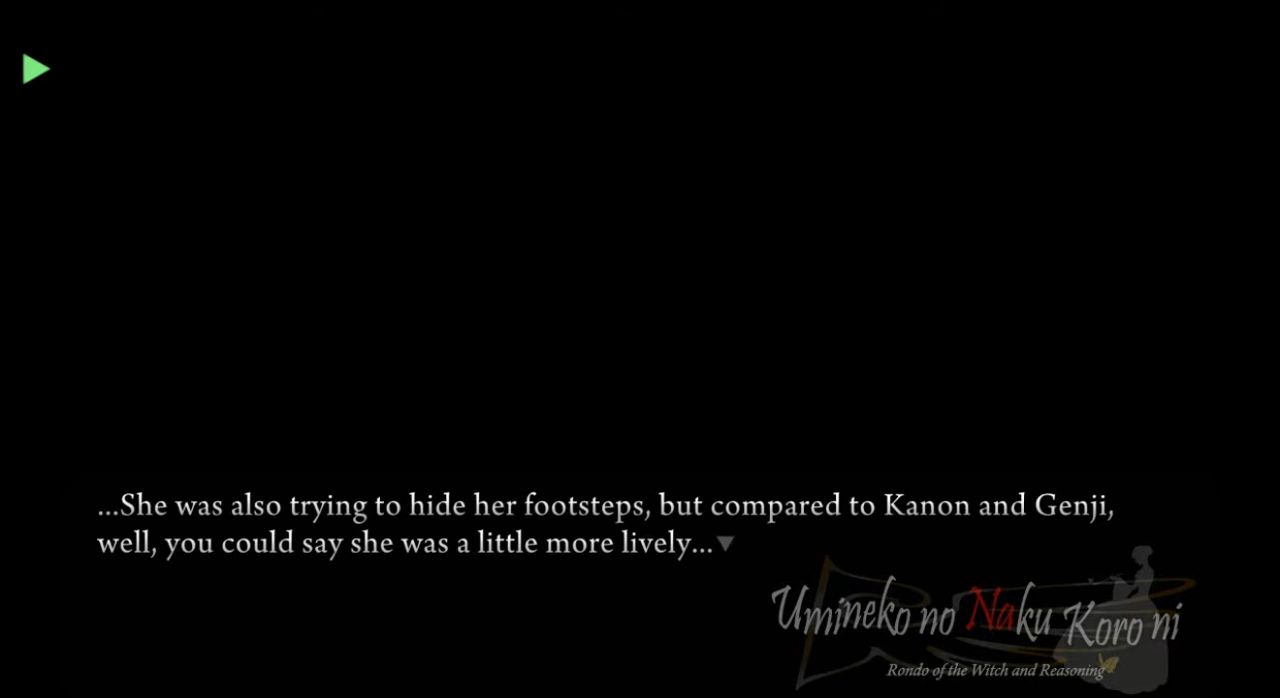 ...She was also trying to hide her footsteps, but compared to Kanon and Genji,
well, you could say she was a little more lively...
Umineko no Naku Koro ni
Rondo of the Witch and Reasoning